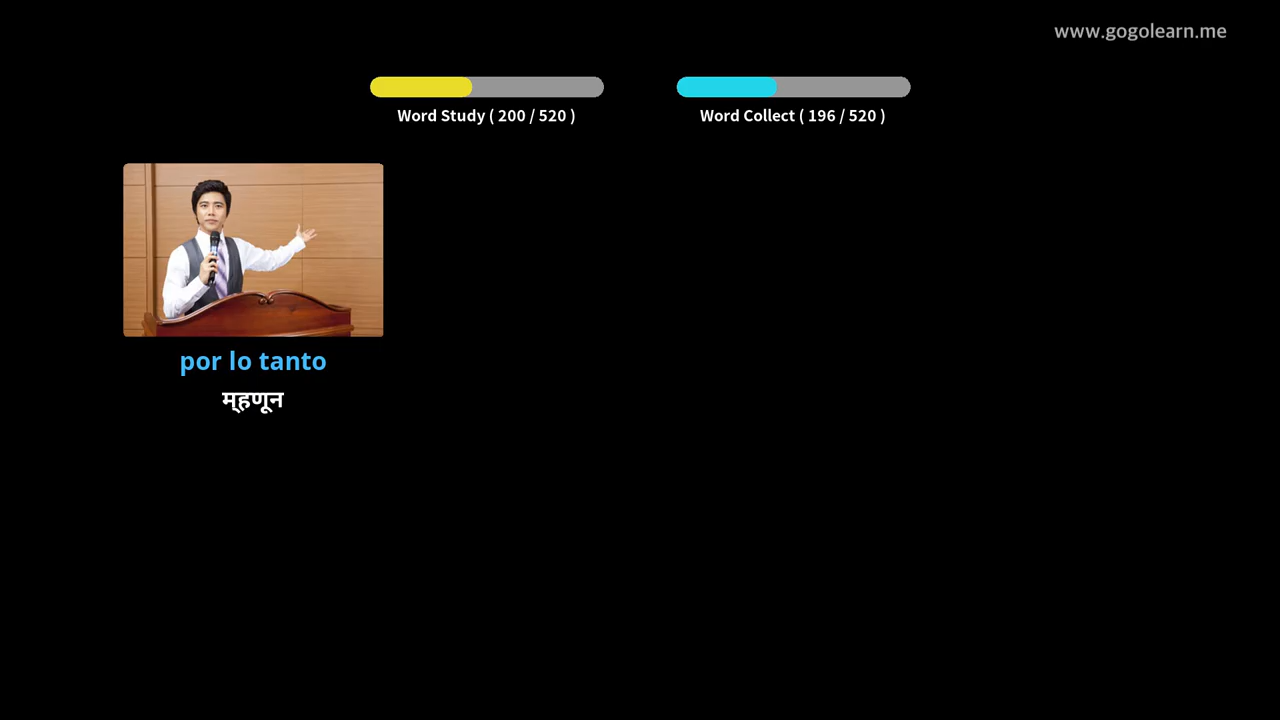 www.gogolearn.me
Word Study ( 200 / 520 )
Word Collect ( 196 / 520 )
por lo tanto
म्हणून